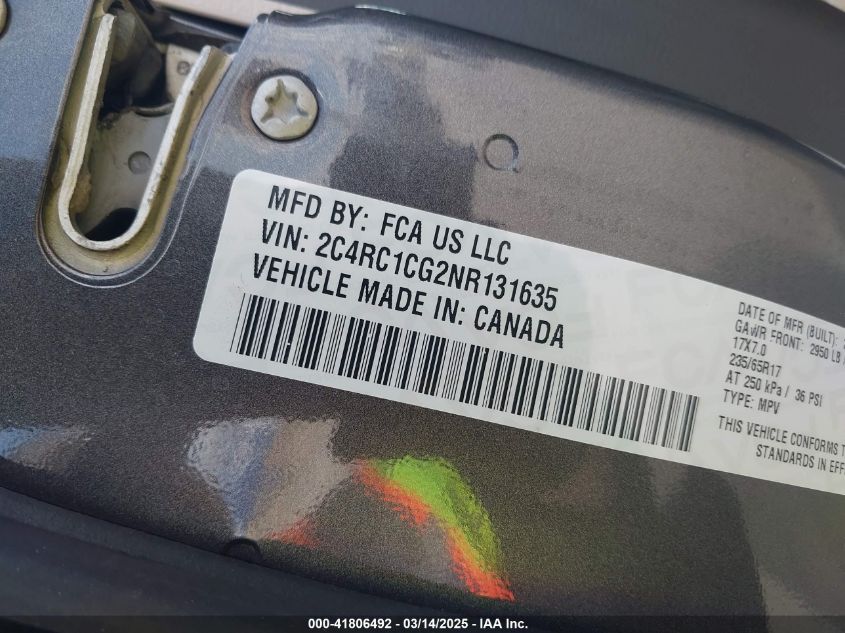 MFD BY: FCA US LLC
VIN: 2C4RC1CG2NR131635
VEHICLE MADE IN: CANADA
DATE OF MFR (BUILT):
GAWR FRONT: 2950 LB
17X7.0
235/65R17
AT 250 kPa / 36 PSI
TYPE: MPV
THIS VEHICLE CONFORMS
STANDARDS IN
000-41806492 - 03/14/2025 - IAA Inc.